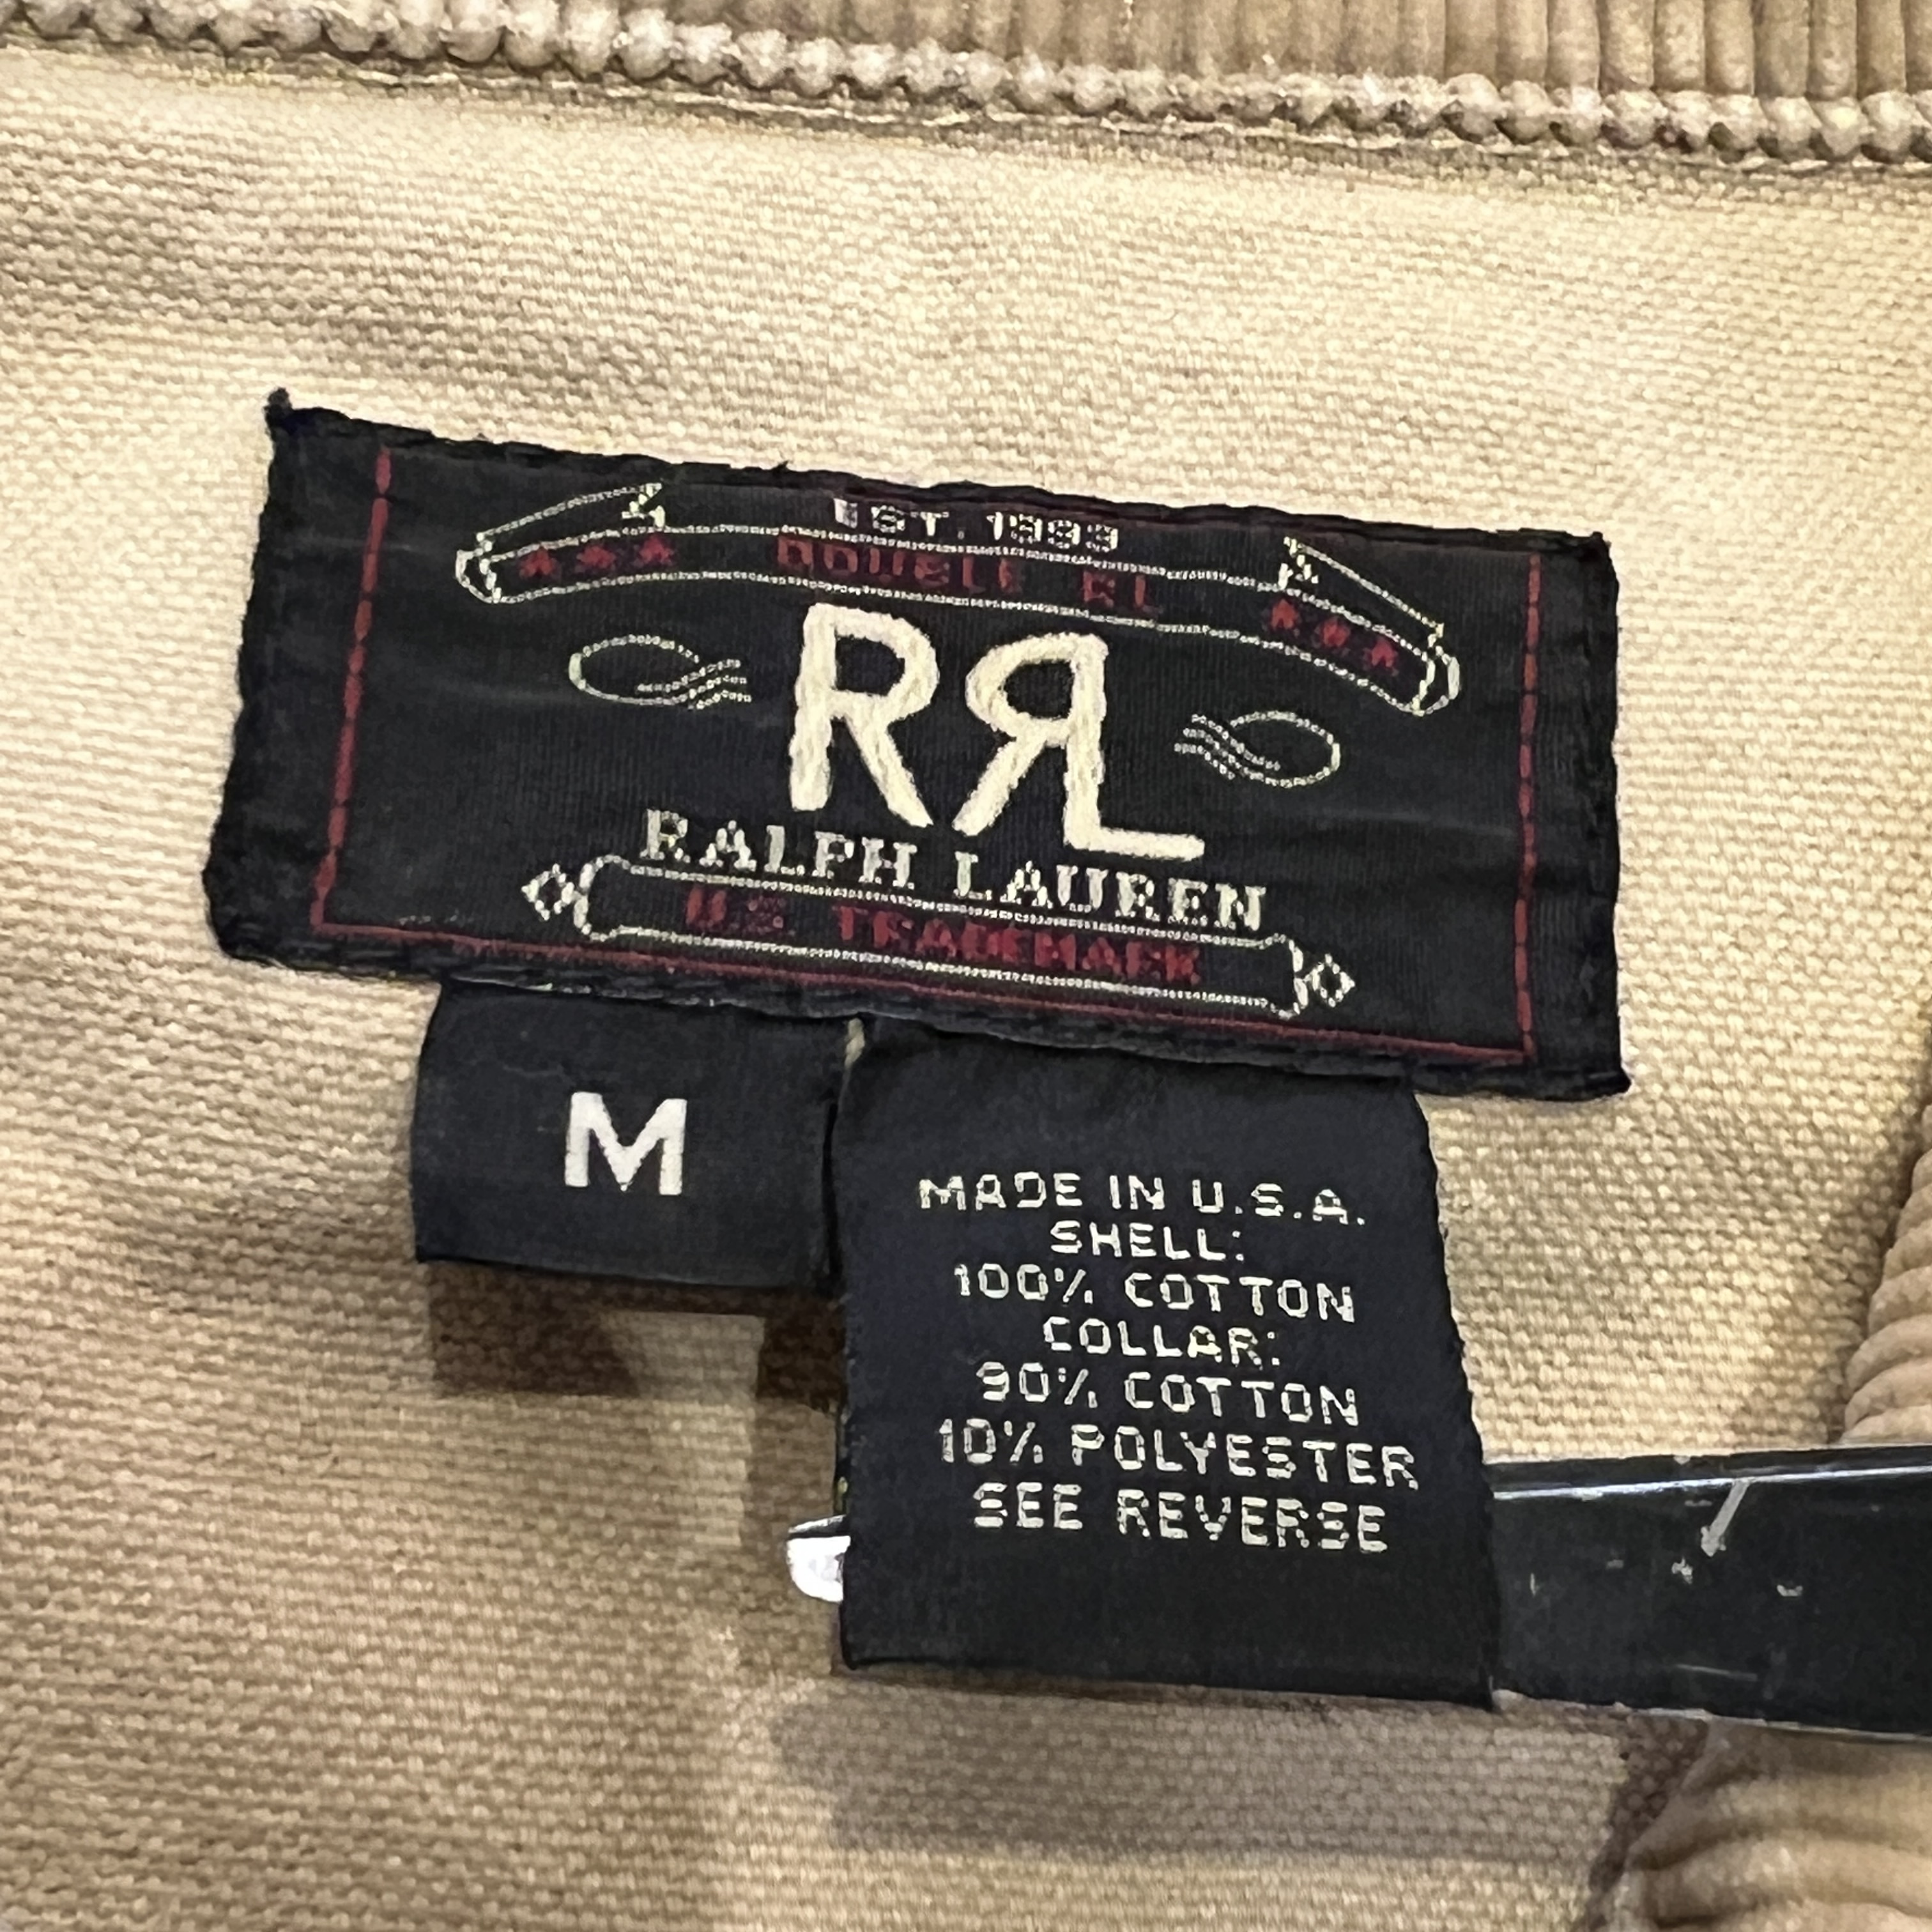 EST. 1993
DOUBLE RL
RRL
RALPH LAUREN
U.S. TRADEMARK
M
MADE IN U.S.A.
SHELL:
100% COTTON
COLLAR:
90% COTTON
10% POLYESTER
SEE REVERSE